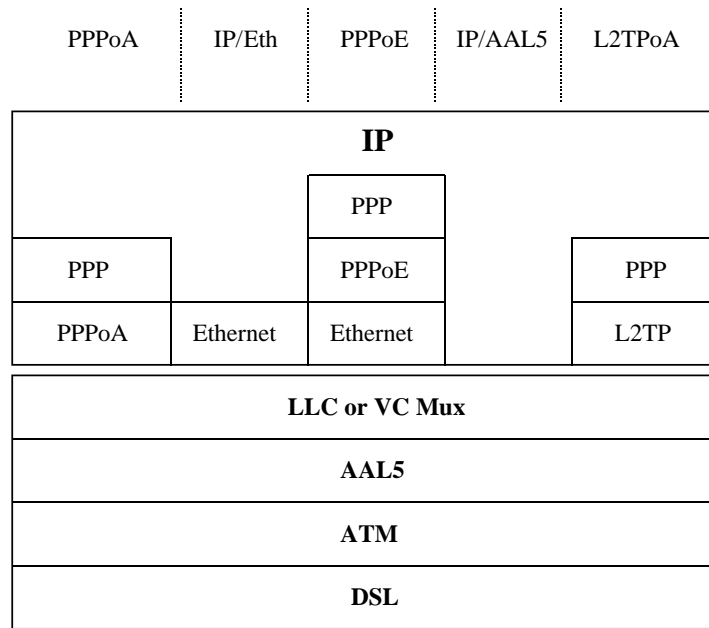 PPPoA IP/Eth PPPoE IP/AAL5 L2TPoA
IP
PPP
PPP PPPoE PPP
PPPoA Ethernet Ethernet L2TP
LLC or VC Mux
AAL5
ATM
DSL